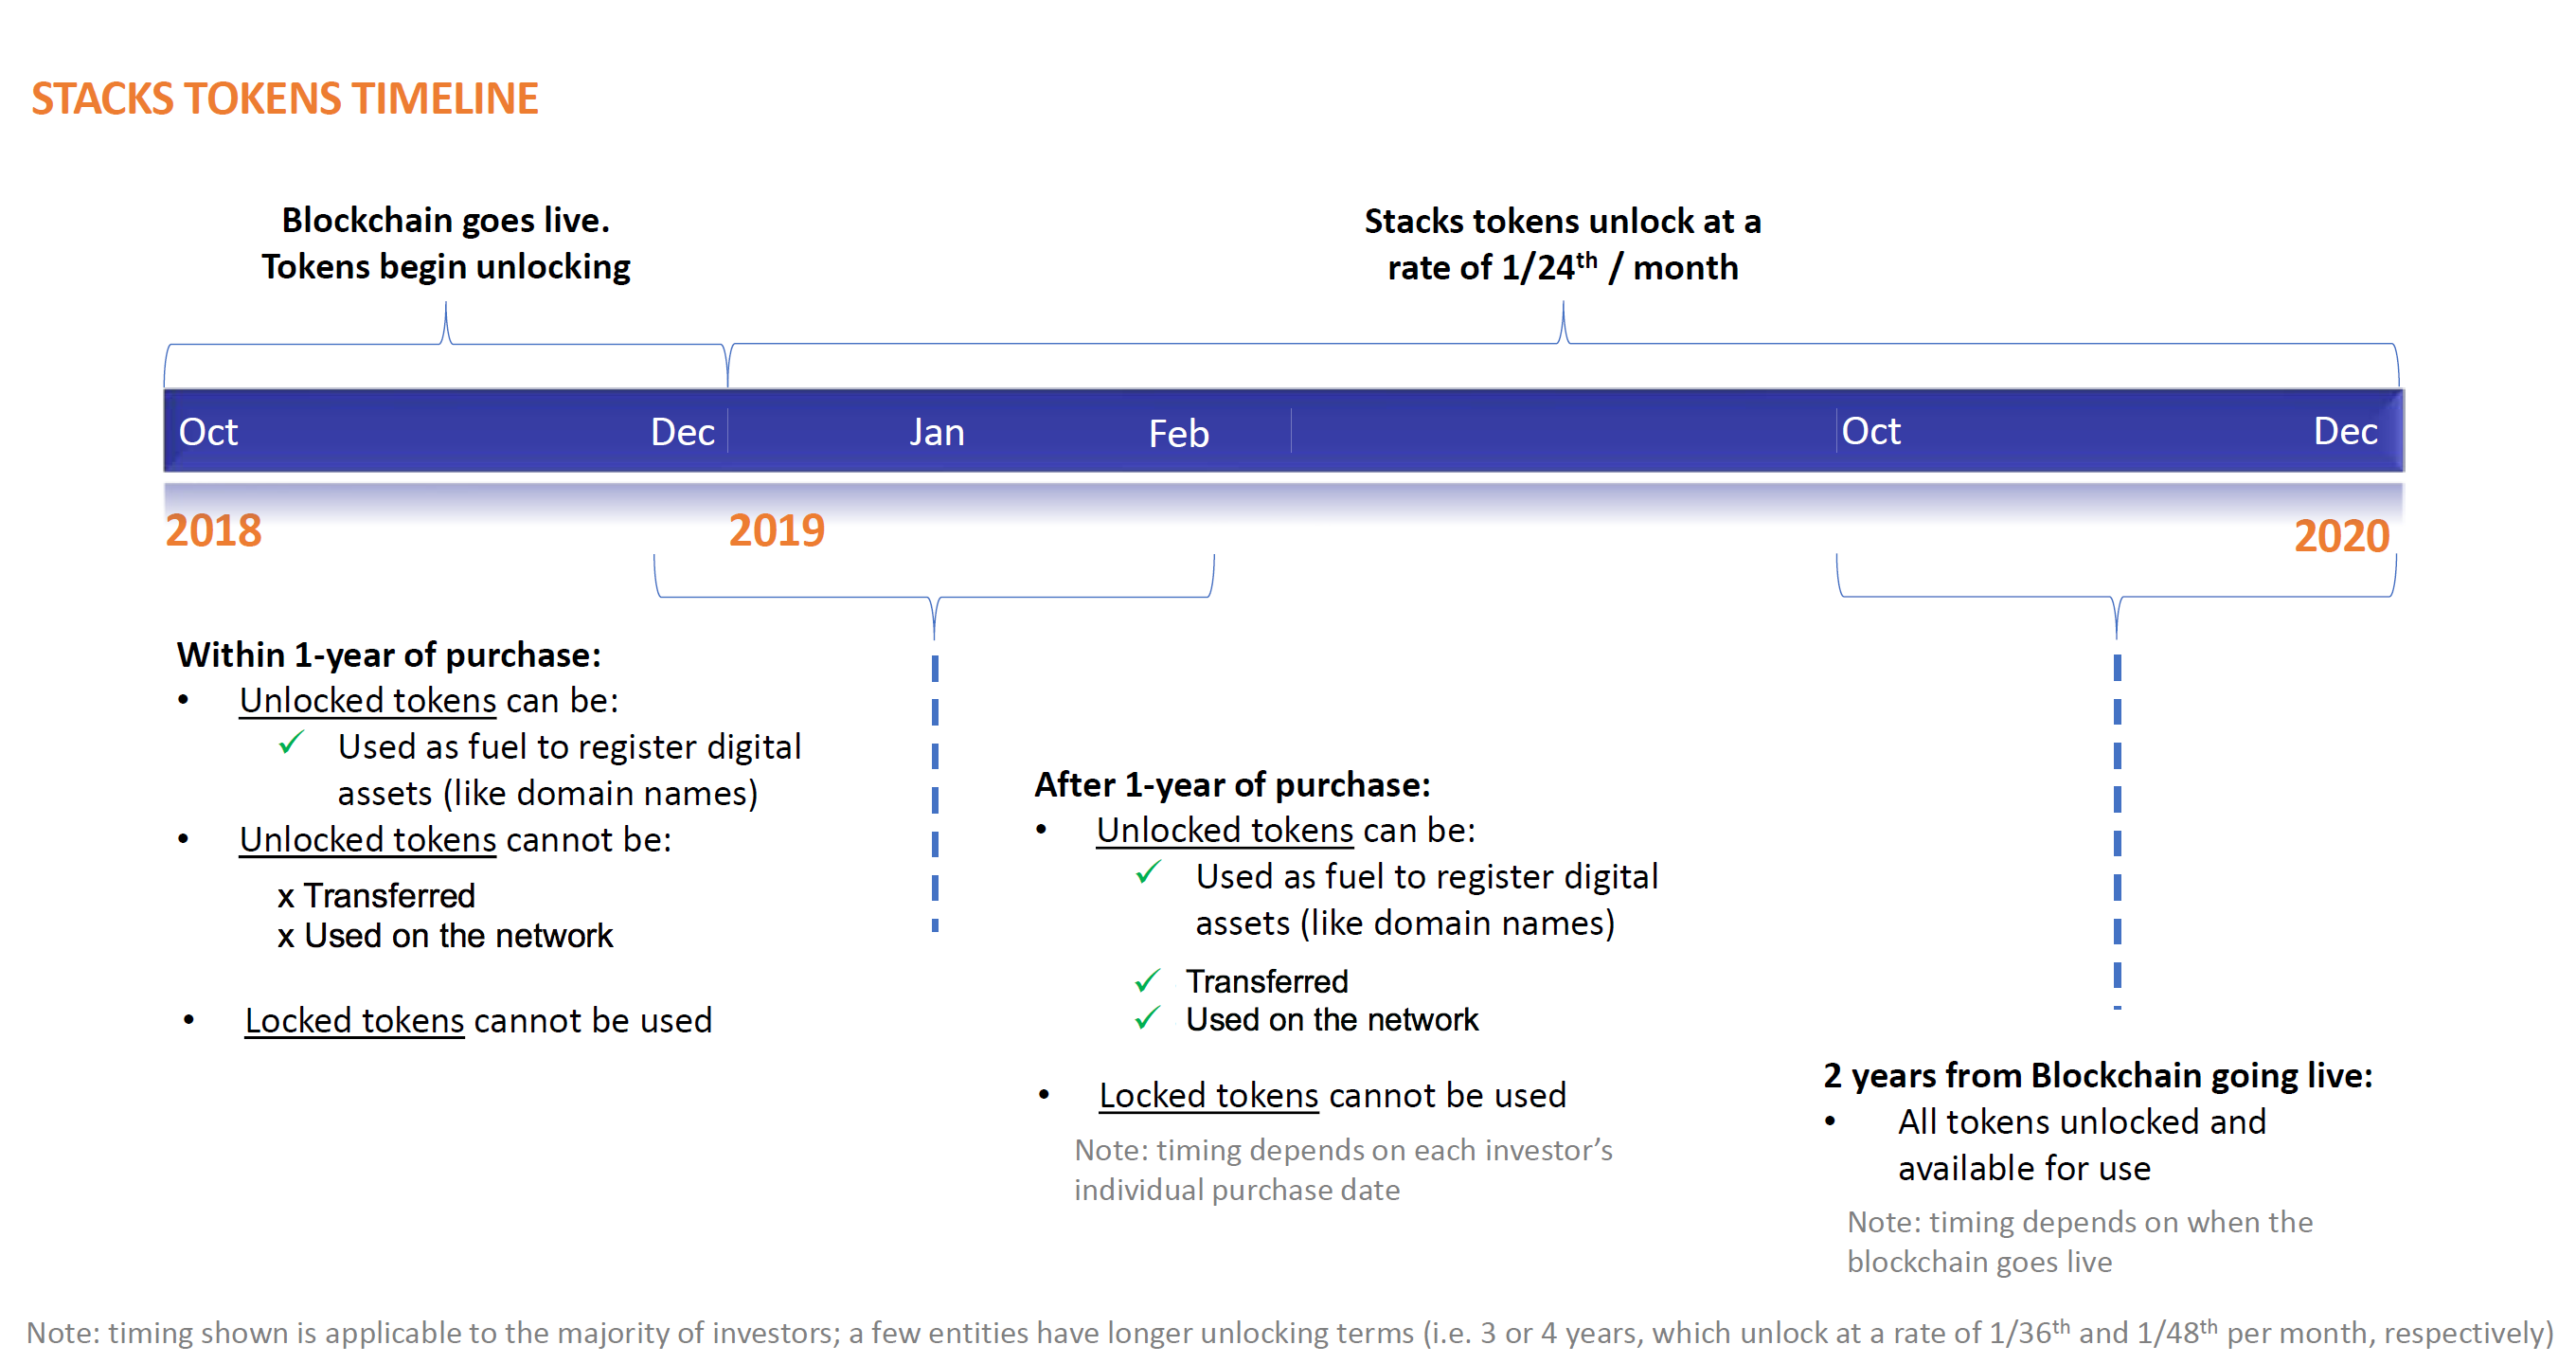 STACKS TOKENS TIMELINE
Blockchain goes live.
Tokens begin unlocking
Stacks tokens unlock at a
rate of 1/24th / month
Oct
Dec
Jan
Feb
Oct
Dec
2018
2019
2020
Within 1-year of purchase:
• Unlocked tokens can be:
✓ Used as fuel to register digital
assets (like domain names)
• Unlocked tokens cannot be:
x Transferred
x Used on the network
• Locked tokens cannot be used
After 1-year of purchase:
• Unlocked tokens can be:
✓ Used as fuel to register digital
assets (like domain names)
✓ Transferred
✓ Used on the network
• Locked tokens cannot be used
Note: timing depends on each investor’s
individual purchase date
2 years from Blockchain going live:
• All tokens unlocked and
available for use
Note: timing depends on when the
blockchain goes live
Note: timing shown is applicable to the majority of investors; a few entities have longer unlocking terms (i.e. 3 or 4 years, which unlock at a rate of 1/36th and 1/48th per month, respectively)